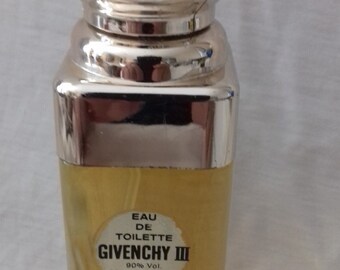 EAU
DE
TOILETTE
GIVENCHY III
90% Vol.